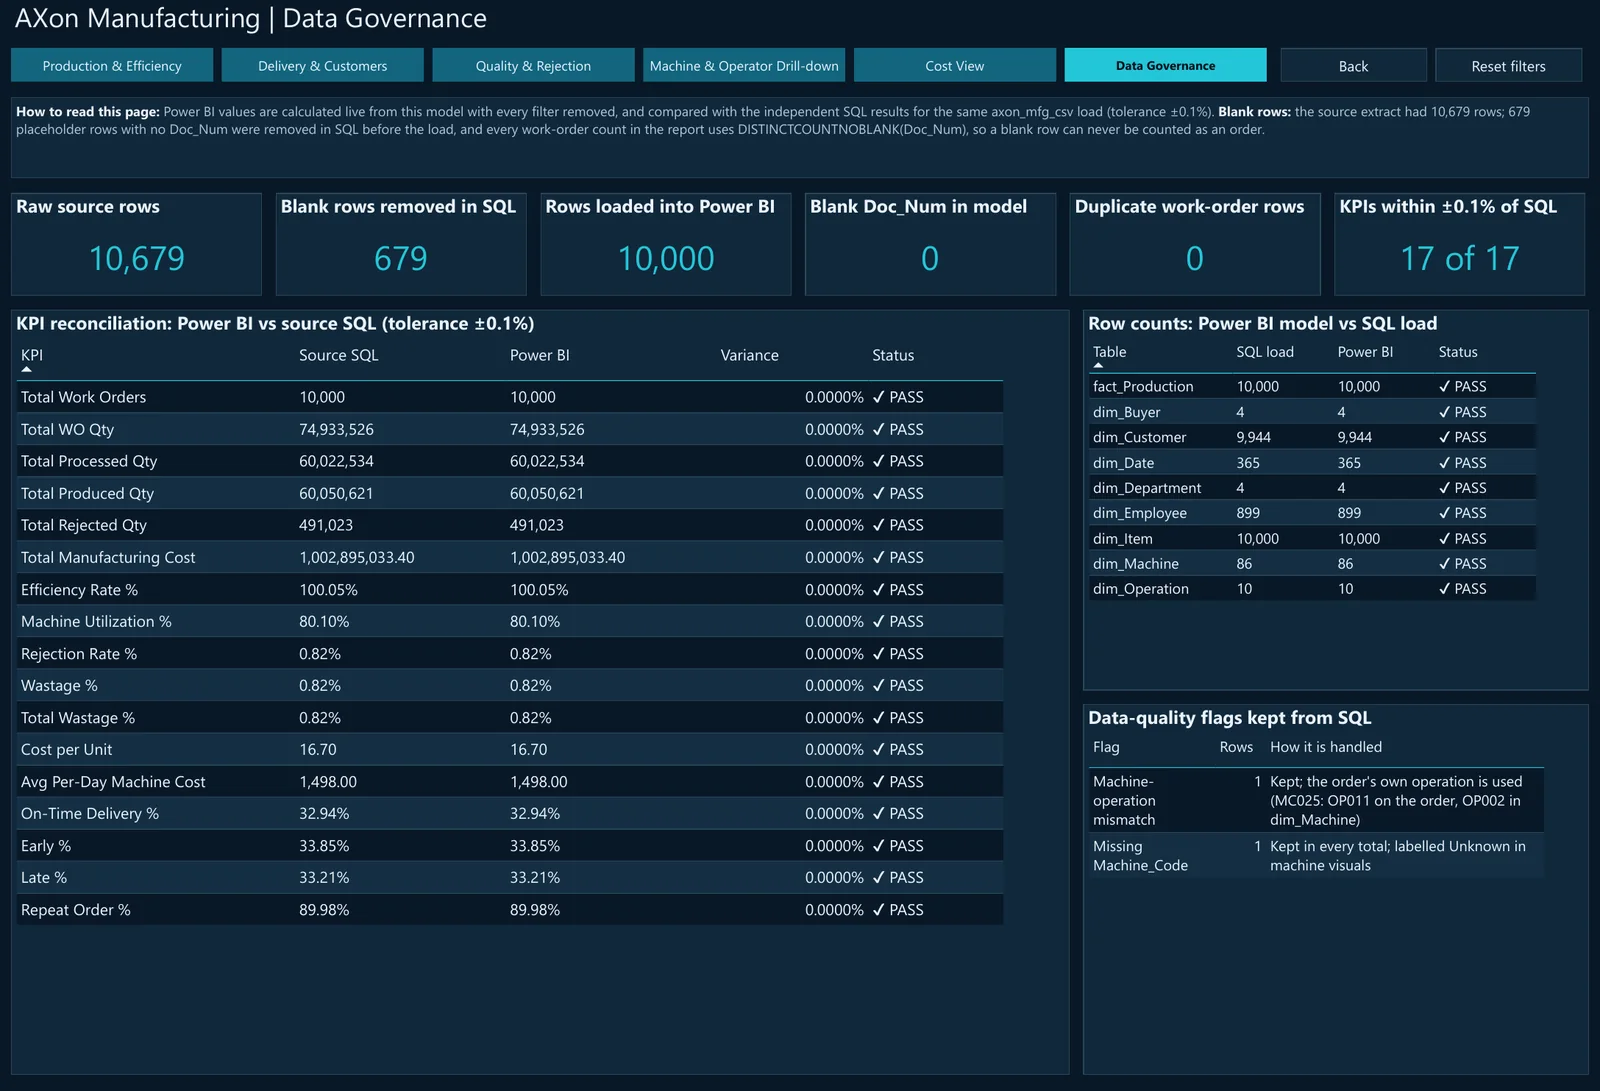 AXon Manufacturing | Data Governance
Production & Efficiency
Delivery & Customers
Quality & Rejection
Machine & Operator Drill-down
Cost View
Data Governance
Back
Reset filters
How to read this page: Power BI values are calculated live from this model with every filter removed, and compared with the independent SQL results for the same axon_mfg_csv load (tolerance ±0.1%). Blank rows: the source extract had 10,679 rows; 679
placeholder rows with no Doc_Num were removed in SQL before the load, and every work-order count in the report uses DISTINCTCOUNTNOBLANK(Doc_Num), so a blank row can never be counted as an order.
Raw source rows
10,679
Blank rows removed in SQL
679
Rows loaded into Power BI
10,000
Blank Doc_Num in model
0
Duplicate work-order rows
0
KPIs within ±0.1% of SQL
17 of 17
KPI reconciliation: Power BI vs source SQL (tolerance ±0.1%)
KPI Source SQL Power BI Variance Status
Total Work Orders 10,000 10,000 0.0000% ✓ PASS
Total WO Qty 74,933,526 74,933,526 0.0000% ✓ PASS
Total Processed Qty 60,022,534 60,022,534 0.0000% ✓ PASS
Total Produced Qty 60,050,621 60,050,621 0.0000% ✓ PASS
Total Rejected Qty 491,023 491,023 0.0000% ✓ PASS
Total Manufacturing Cost 1,002,895,033.40 1,002,895,033.40 0.0000% ✓ PASS
Efficiency Rate % 100.05% 100.05% 0.0000% ✓ PASS
Machine Utilization % 80.10% 80.10% 0.0000% ✓ PASS
Rejection Rate % 0.82% 0.82% 0.0000% ✓ PASS
Wastage % 0.82% 0.82% 0.0000% ✓ PASS
Total Wastage % 0.82% 0.82% 0.0000% ✓ PASS
Cost per Unit 16.70 16.70 0.0000% ✓ PASS
Avg Per-Day Machine Cost 1,498.00 1,498.00 0.0000% ✓ PASS
On-Time Delivery % 32.94% 32.94% 0.0000% ✓ PASS
Early % 33.85% 33.85% 0.0000% ✓ PASS
Late % 33.21% 33.21% 0.0000% ✓ PASS
Repeat Order % 89.98% 89.98% 0.0000% ✓ PASS
Row counts: Power BI model vs SQL load
Table SQL load Power BI Status
fact_Production 10,000 10,000 ✓ PASS
dim_Buyer 4 4 ✓ PASS
dim_Customer 9,944 9,944 ✓ PASS
dim_Date 365 365 ✓ PASS
dim_Department 4 4 ✓ PASS
dim_Employee 899 899 ✓ PASS
dim_Item 10,000 10,000 ✓ PASS
dim_Machine 86 86 ✓ PASS
dim_Operation 10 10 ✓ PASS
Data-quality flags kept from SQL
Flag Rows How it is handled
Machine- 1 Kept; the order's own operation is used
operation (MC025: OP011 on the order, OP002 in
mismatch dim_Machine)
Missing 1 Kept in every total; labelled Unknown in
Machine_Code machine visuals